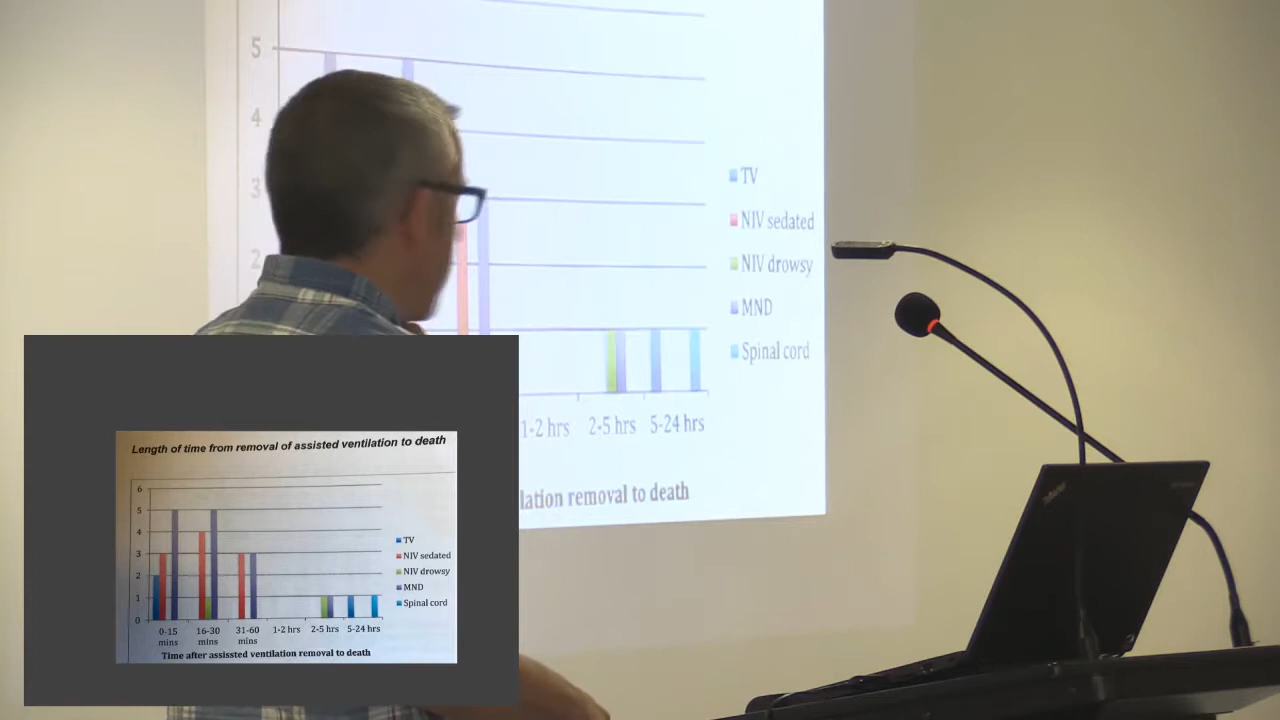 5
4
3
2
TV
NIV sedated
NIV drowsy
MND
Spinal cord
1-2 hrs 2-5 hrs 5-24 hrs
lation removal to death
ThinkPad
Length of time from removal of assisted ventilation to death
6
5
4
3
2
1
0
TV
NIV sedated
NIV drowsy
MND
Spinal cord
0-15 16-30 31-60 1-2 hrs 2-5 hrs 5-24 hrs
mins mins mins
Time after assissted ventilation removal to death